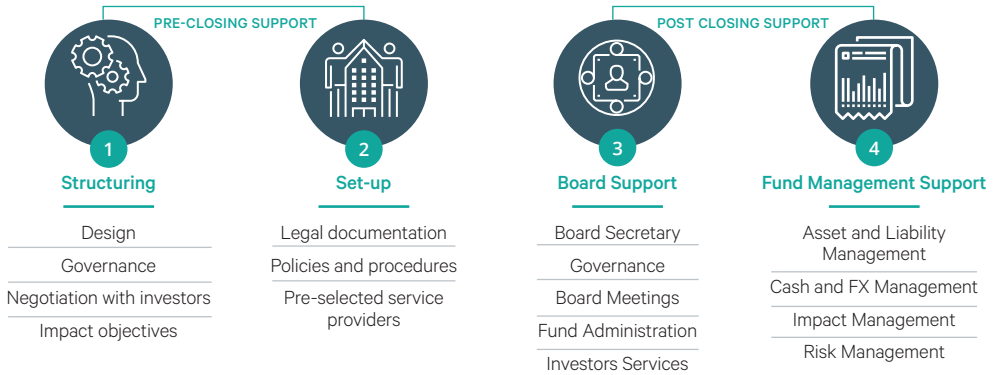 PRE-CLOSING SUPPORT
1
Structuring
Design
Governance
Negotiation with investors
Impact objectives
2
Set-up
Legal documentation
Policies and procedures
Pre-selected service
providers
POST CLOSING SUPPORT
3
Board Support
Board Secretary
Governance
Board Meetings
Fund Administration
Investors Services
4
Fund Management Support
Asset and Liability
Management
Cash and FX Management
Impact Management
Risk Management